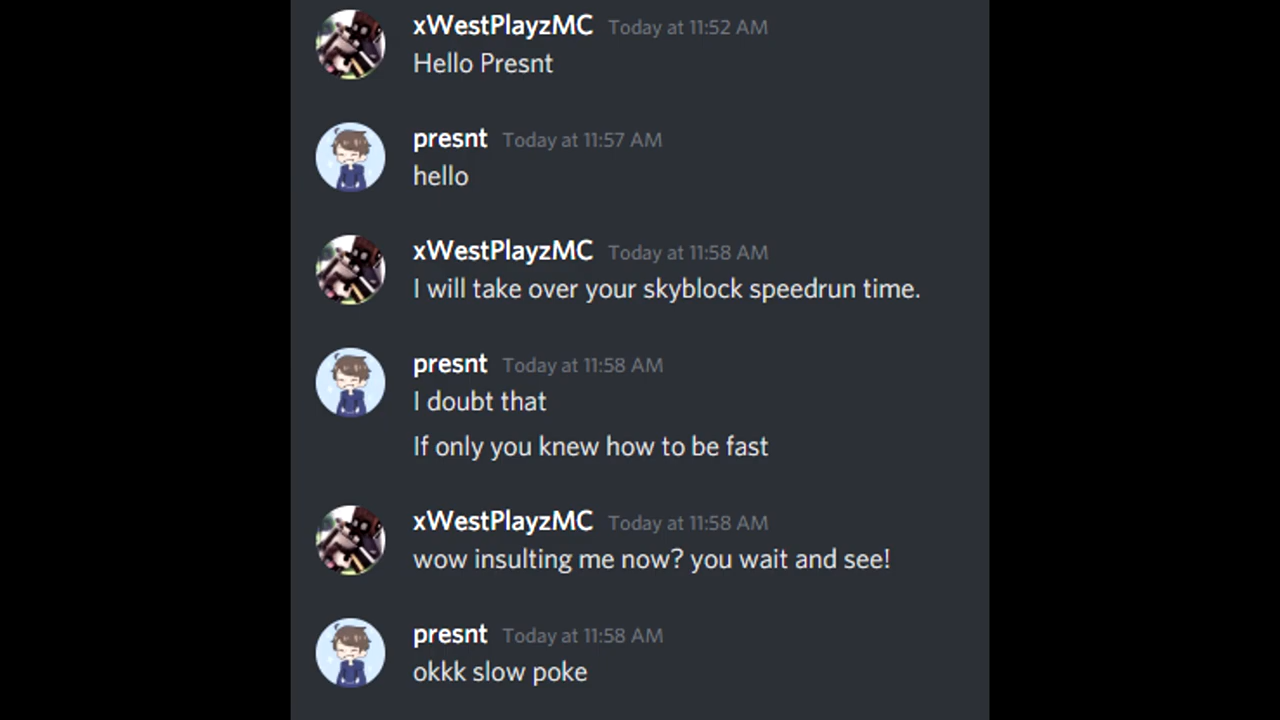 xWestPlayzMC Today at 11:52 AM
Hello Presnt
presnt Today at 11:57 AM
hello
xWestPlayzMC Today at 11:58 AM
I will take over your skyblock speedrun time.
presnt Today at 11:58 AM
I doubt that
If only you knew how to be fast
xWestPlayzMC Today at 11:58 AM
wow insulting me now? you wait and see!
presnt Today at 11:58 AM
okkk slow poke